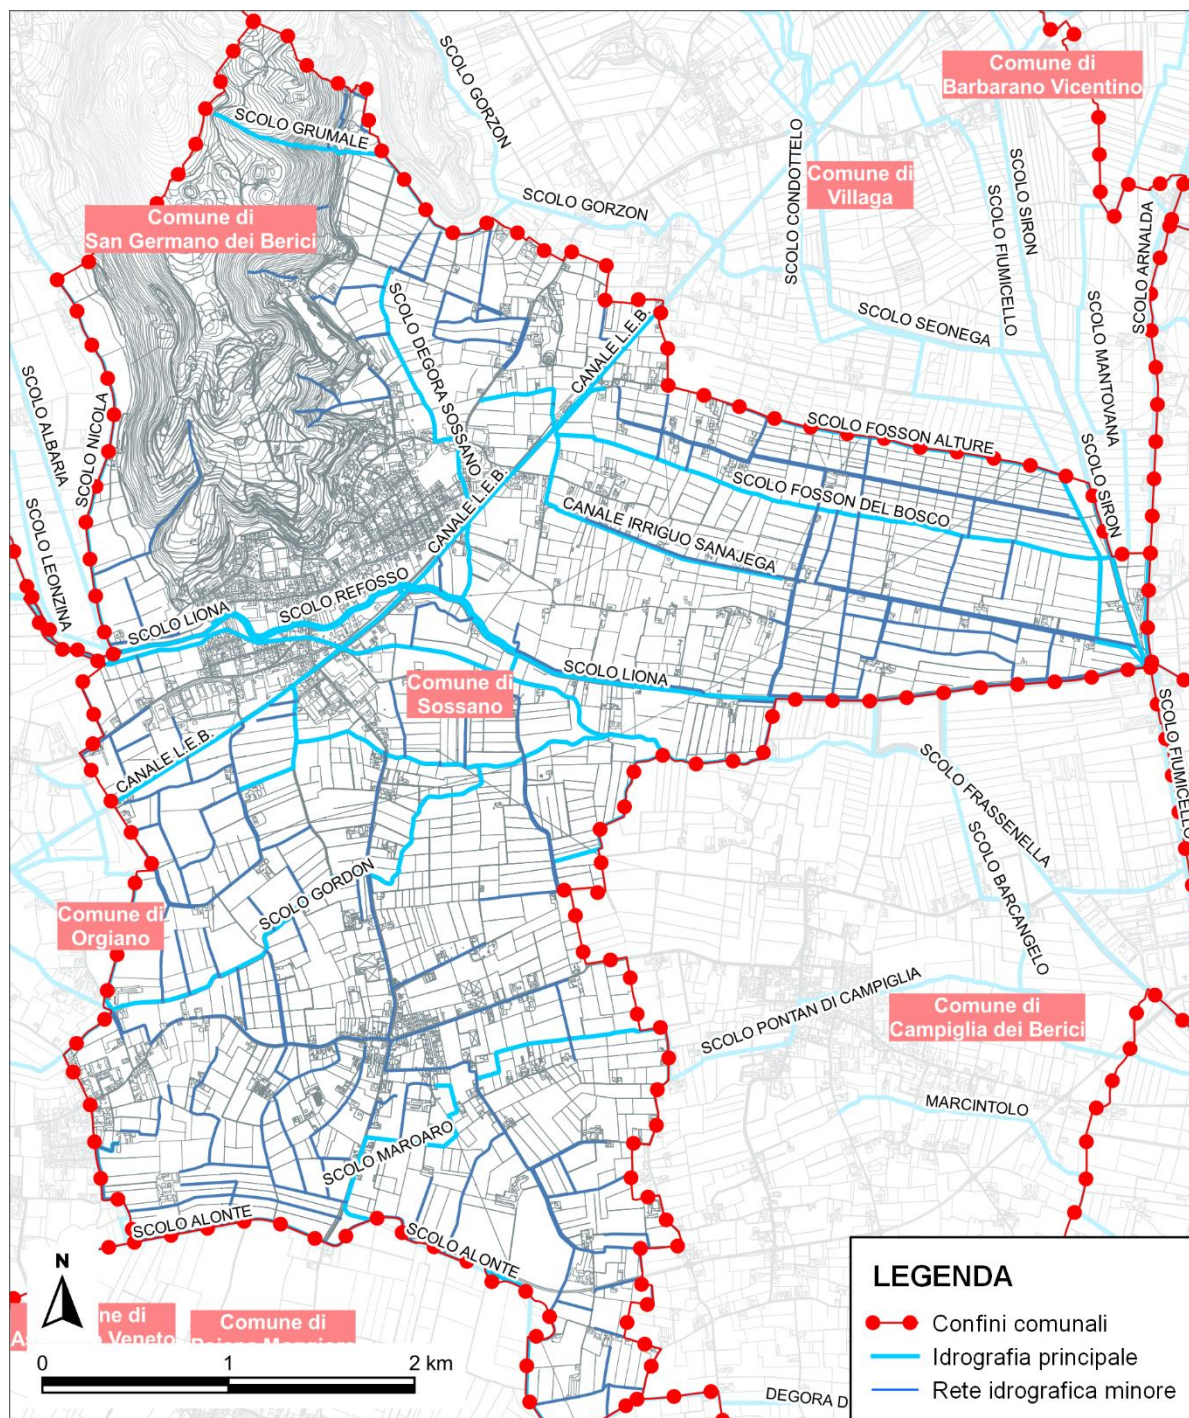 Comune di
Barbarano Vicentino
SCOLO GORZON
SCOLO GRUMALE
SCOLO CONDOTTELO
Comune di
Villaga
SCOLO SIRON
SCOLO FIUMICELLO
SCOLO ARNALDA
SCOLO GORZON
Comune di
San Germano dei Berici
SCOLO DEGORA SOSSANO
CANALE L.E.B.
SCOLO SEONEGA
SCOLO MANTOVANA
SCOLO ALBARIA
SCOLO NICOLA
SCOLO FOSSON ALTURE
SCOLO SIRON
SCOLO FOSSON DEL BOSCO
CANALE L.E.B.
CANALE IRRIGUO SANAJEGA
SCOLO LEONZINA
SCOLO REFOSSO
SCOLO LIONA
SCOLO LIONA
Comune di
Sossano
SCOLO FIUMICELLO
CANALE L.E.B.
SCOLO FRASSENELLA
SCOLO BARCANGELO
SCOLO GORDON
Comune di
Orgiano
SCOLO PONTAN DI CAMPIGLIA
Comune di
Campiglia dei Berici
MARCINTOLO
SCOLO MAROARO
SCOLO ALONTE
SCOLO ALONTE
N
ne di
Veneto
Comune di
0 1 2 km
DEGORA D
LEGENDA
Confini comunali
Idrografia principale
Rete idrografica minore